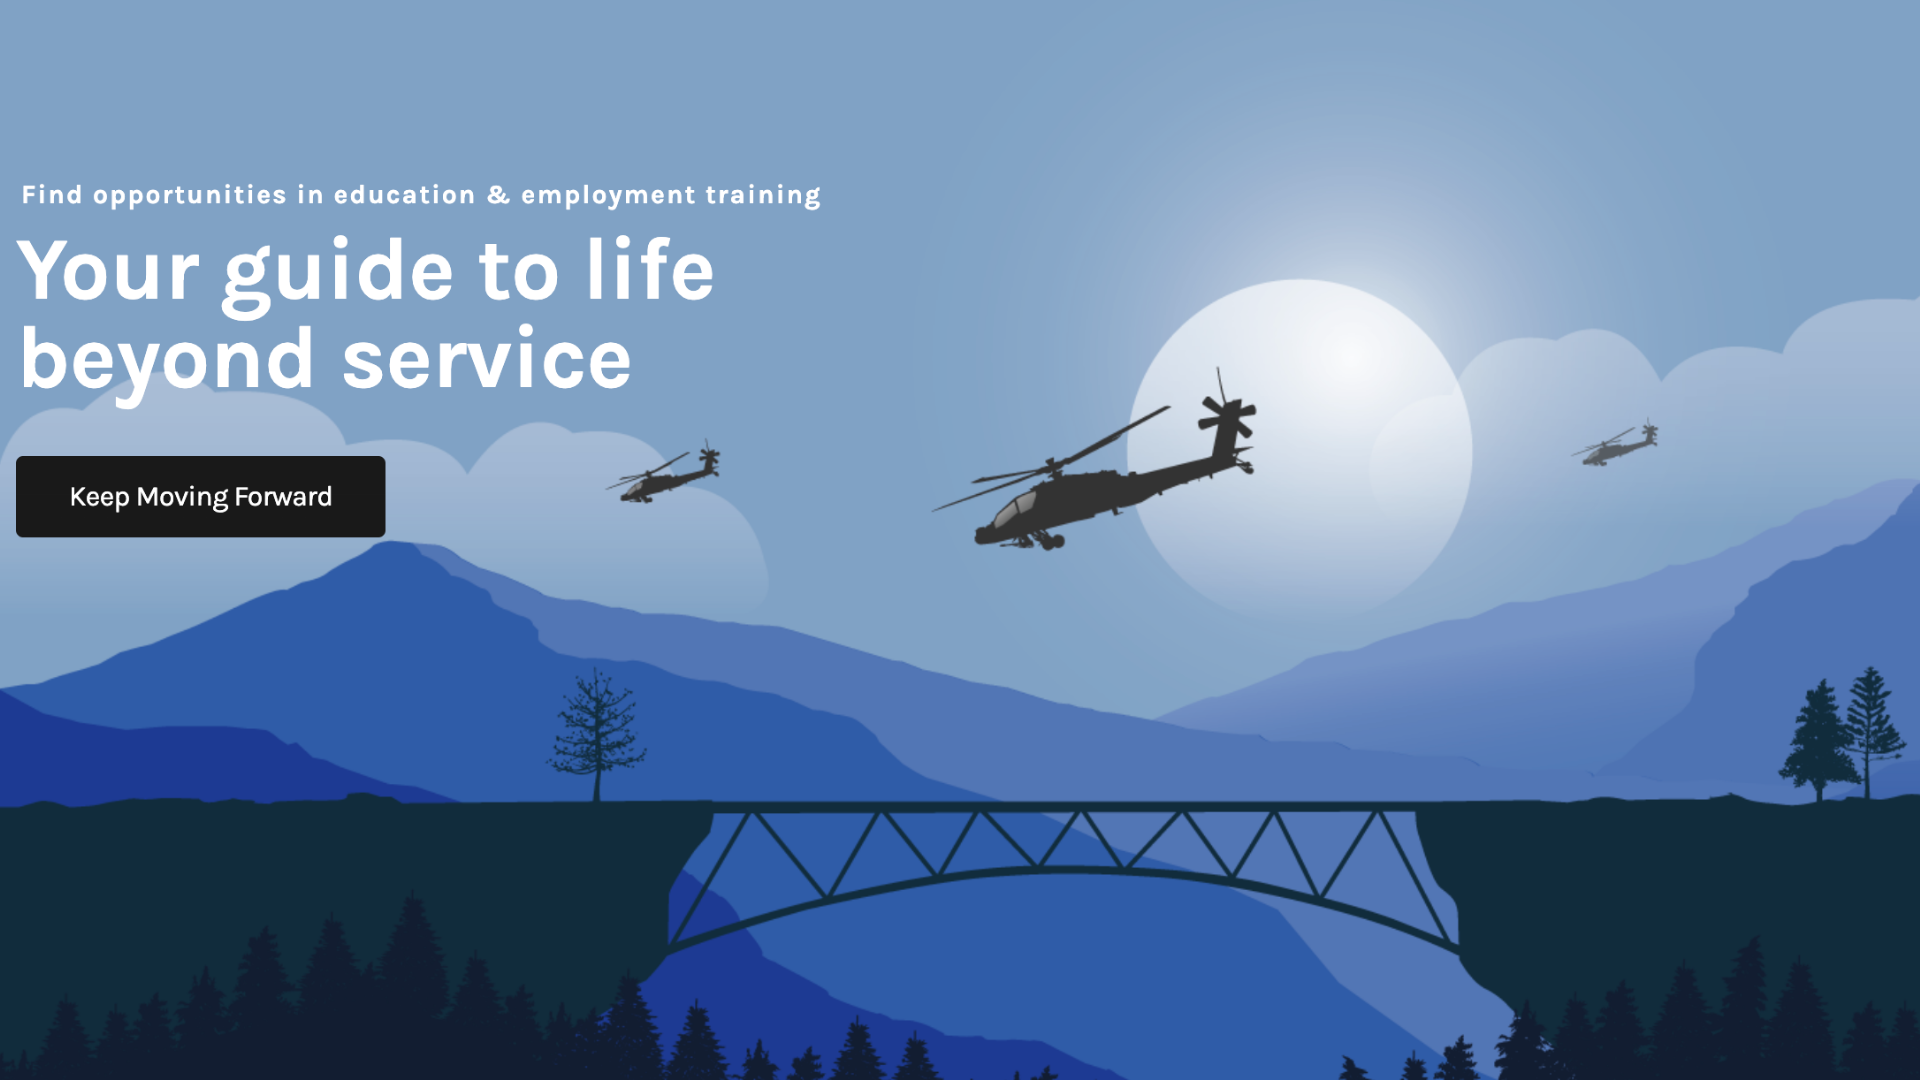 Find opportunities in education & employment training
Your guide to life
beyond service
Keep Moving Forward